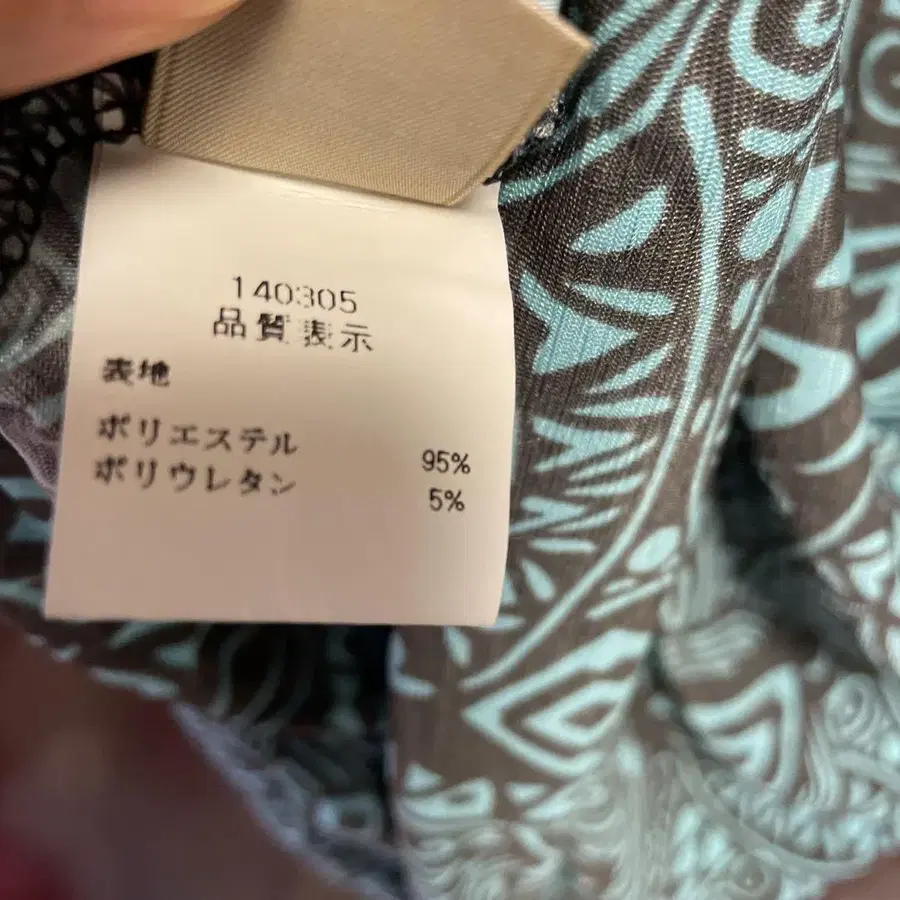 140305
品質表示
表地
ポリエステル 95%
ポリウレタン 5%